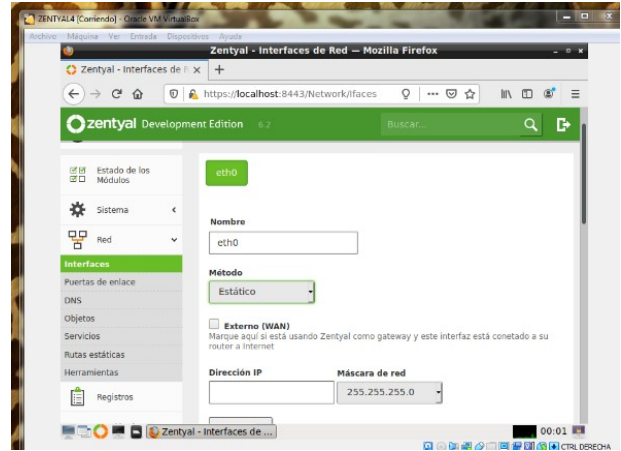 ZENTYAL4 [Corriendo] - Oracle VM VirtualBox
Archivo Máquina Ver Entrada Dispositivos Ayuda
Zentyal - Interfaces de Red — Mozilla Firefox
Zentyal - Interfaces de R
https://localhost:8443/Network/Ifaces
zentyal Development Edition 6.2
Buscar...
Estado de los
Módulos
Sistema
Red
Interfaces
Puertas de enlace
DNS
Objetos
Servicios
Rutas estáticas
Herramientas
Registros
eth0
Nombre
eth0
Método
Estático
Externo (WAN)
Marque aquí si está usando Zentyal como gateway y este interfaz está conetado a su
router a Internet
Dirección IP Máscara de red
255.255.255.0
Zentyal - Interfaces de ...
00:01
CTRL DERECHA